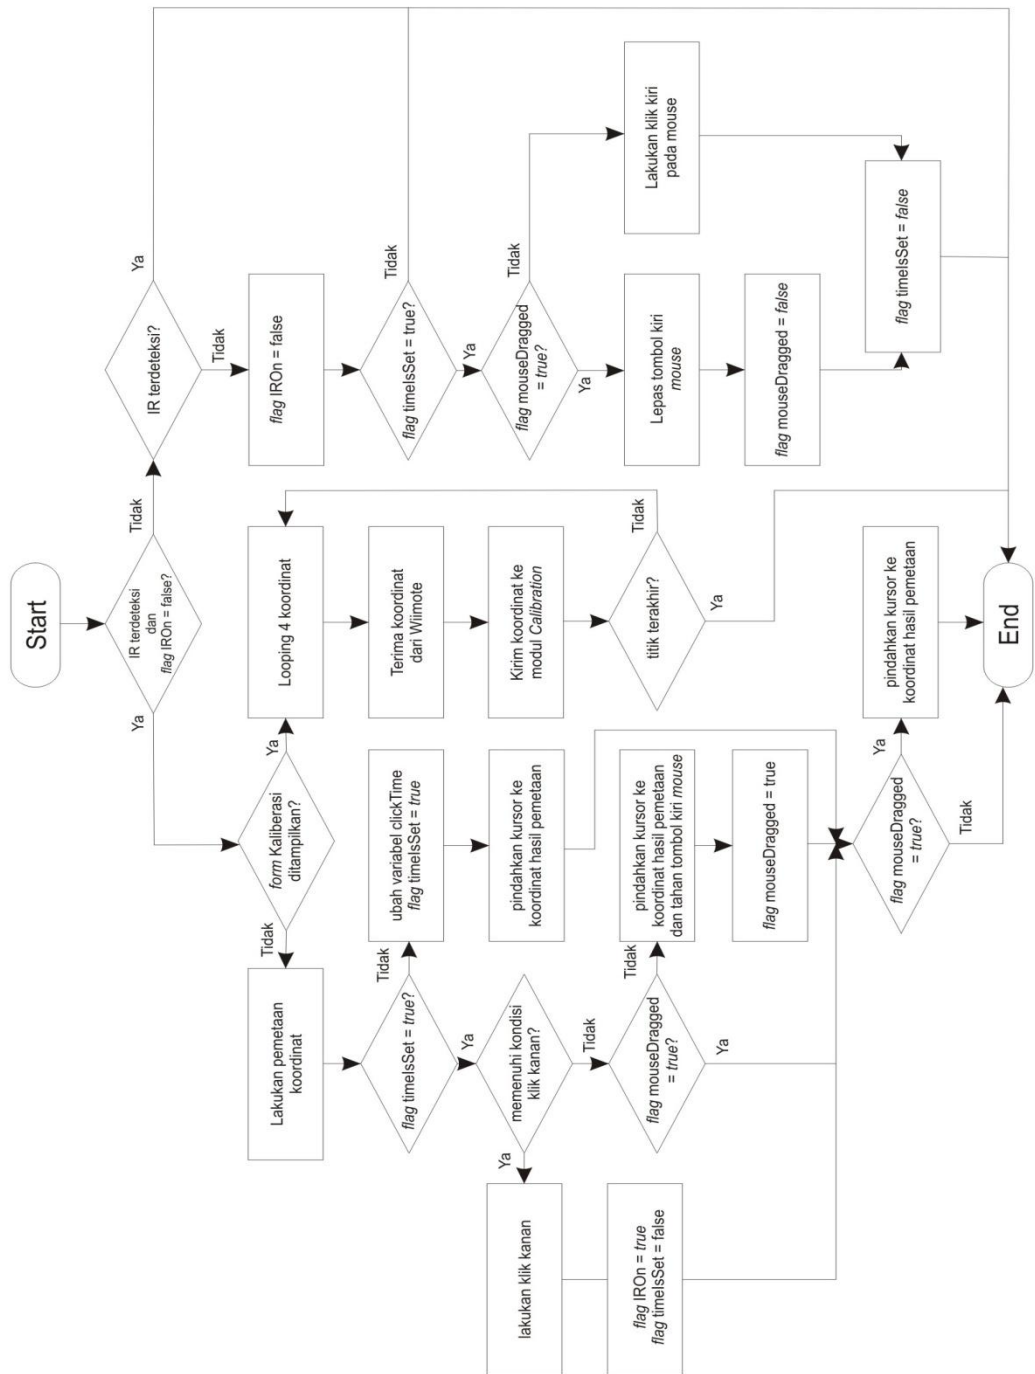 Start
IR terdeteksi
dan
flag IROn = false?
Ya
Tidak
form Kaliberasi
ditampilkan?
Tidak
Ya
Lakukan pemetaan
koordinat
flag timeIsSet = true?
Tidak
Ya
ubah variabel clickTime
flag timeIsSet = true
pindahkan kursor ke
koordinat hasil pemetaan
memenuhi kondisi
klik kanan?
Ya
Tidak
lakukan klik kanan
flag IROn = true
flag timeIsSet = false
flag mouseDragged
= true?
Tidak
Ya
pindahkan kursor ke
koordinat hasil pemetaan
dan tahan tombol kiri mouse
flag mouseDragged = true
flag mouseDragged
= true?
Ya
Tidak
pindahkan kursor ke
koordinat hasil pemetaan
Looping 4 koordinat
Terima koordinat
dari Wiimote
Kirim koordinat ke
modul Calibration
titik terakhir?
Tidak
Ya
IR terdeteksi?
Ya
Tidak
flag IROn = false
flag timeIsSet = true?
Tidak
Ya
flag mouseDragged
= true?
Tidak
Ya
Lepas tombol kiri
mouse
flag mouseDragged = false
Lakukan klik kiri
pada mouse
flag timeIsSet = false
End